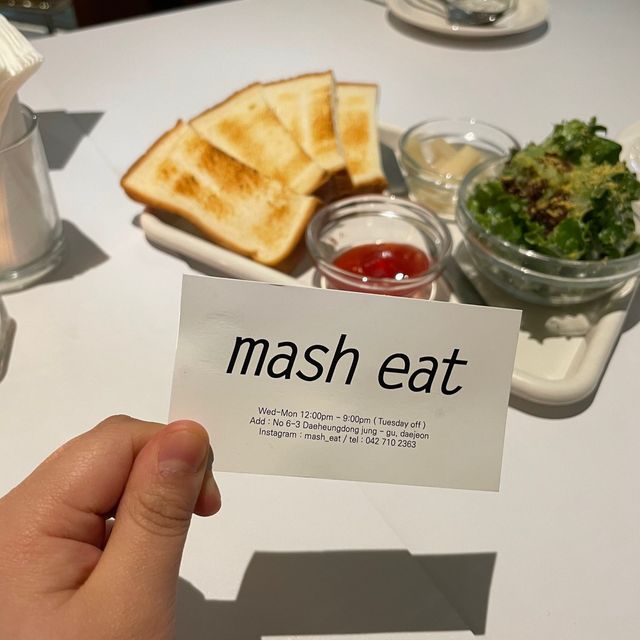 mash eat
Wed-Mon 12:00pm - 9:00pm ( Tuesday off )
Add : No 6-3 Daeheungdong jung - gu, daejeon
Instagram : mash_eat / tel : 042 710 2363